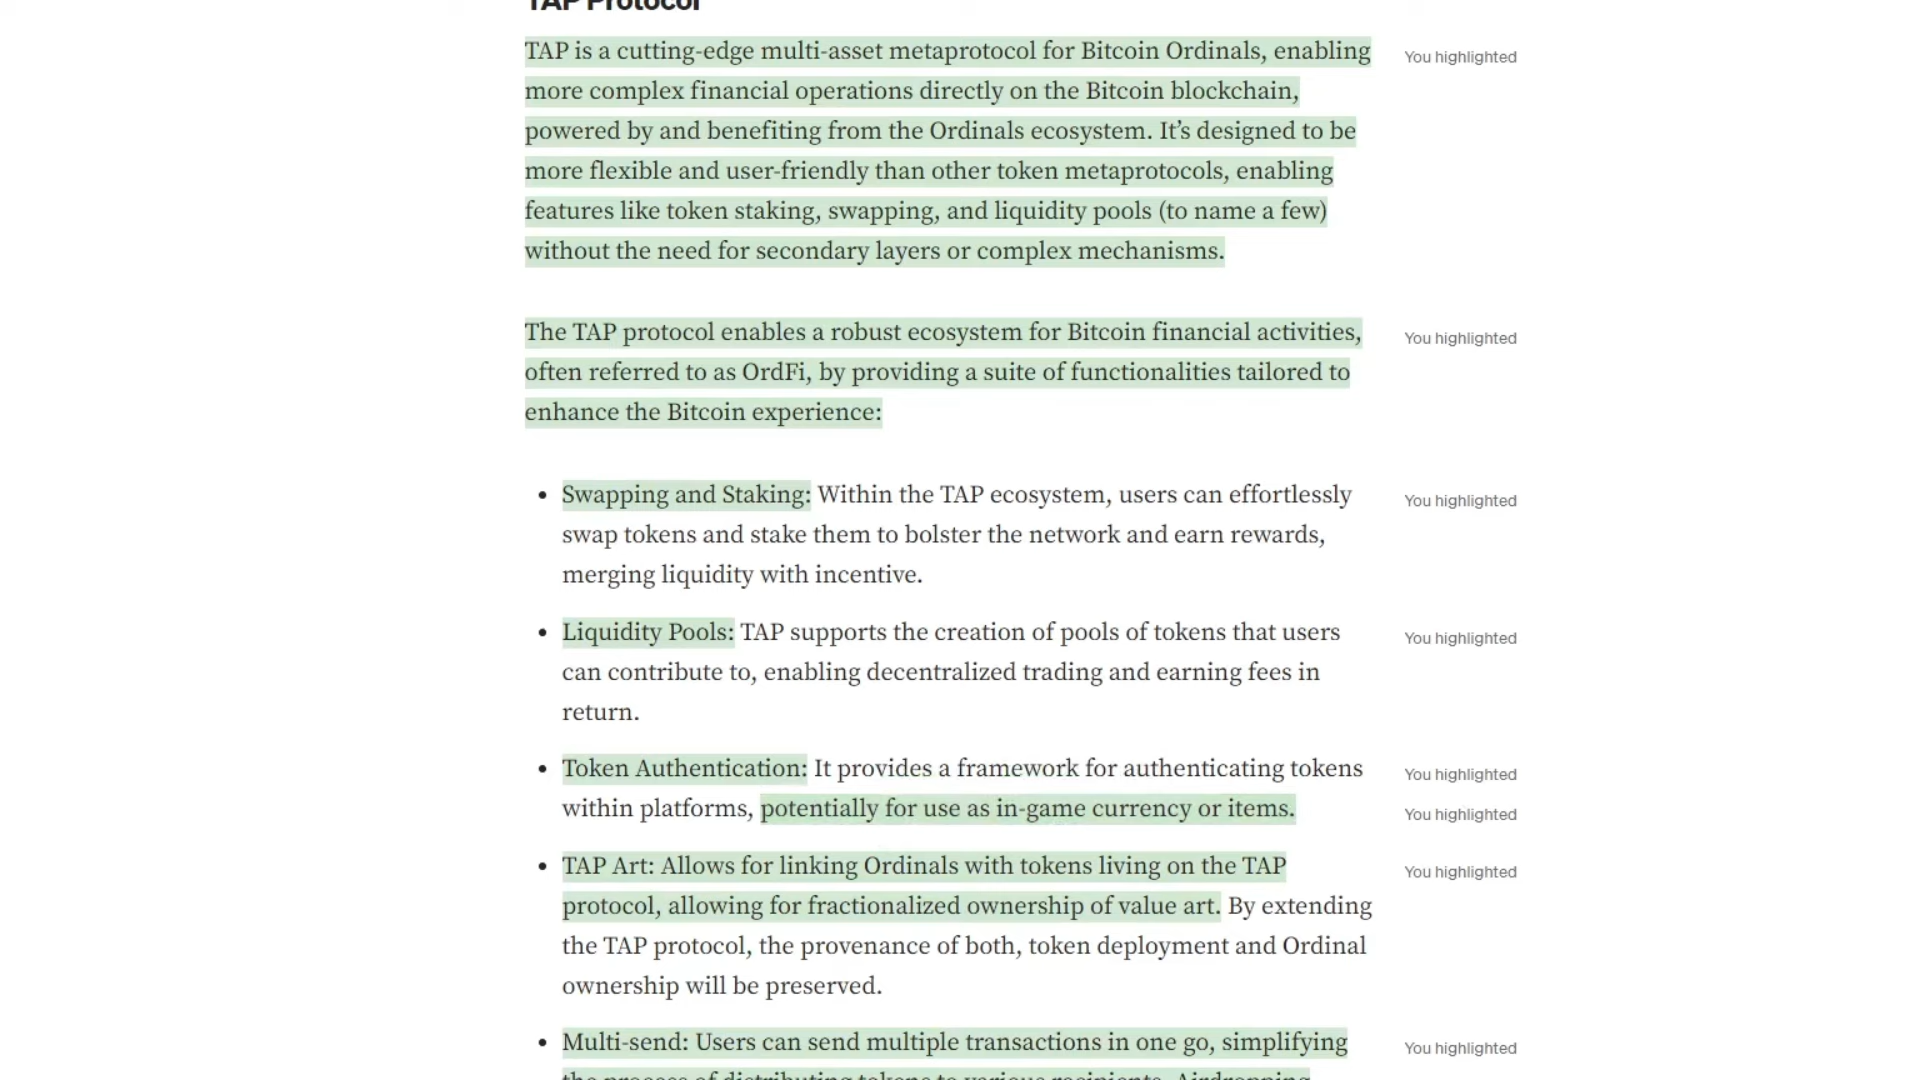 TAP Protocol
TAP is a cutting-edge multi-asset metaprotocol for Bitcoin Ordinals, enabling
You highlighted
more complex financial operations directly on the Bitcoin blockchain,
powered by and benefiting from the Ordinals ecosystem. It’s designed to be
more flexible and user-friendly than other token metaprotocols, enabling
features like token staking, swapping, and liquidity pools (to name a few)
without the need for secondary layers or complex mechanisms.
The TAP protocol enables a robust ecosystem for Bitcoin financial activities,
You highlighted
often referred to as OrdFi, by providing a suite of functionalities tailored to
enhance the Bitcoin experience:
• Swapping and Staking: Within the TAP ecosystem, users can effortlessly
You highlighted
swap tokens and stake them to bolster the network and earn rewards,
merging liquidity with incentive.
• Liquidity Pools: TAP supports the creation of pools of tokens that users
You highlighted
can contribute to, enabling decentralized trading and earning fees in
return.
• Token Authentication: It provides a framework for authenticating tokens
You highlighted
within platforms, potentially for use as in-game currency or items.
You highlighted
• TAP Art: Allows for linking Ordinals with tokens living on the TAP
You highlighted
protocol, allowing for fractionalized ownership of value art. By extending
the TAP protocol, the provenance of both, token deployment and Ordinal
ownership will be preserved.
• Multi-send: Users can send multiple transactions in one go, simplifying
You highlighted
the process of distributing tokens to various recipients. Airdropping